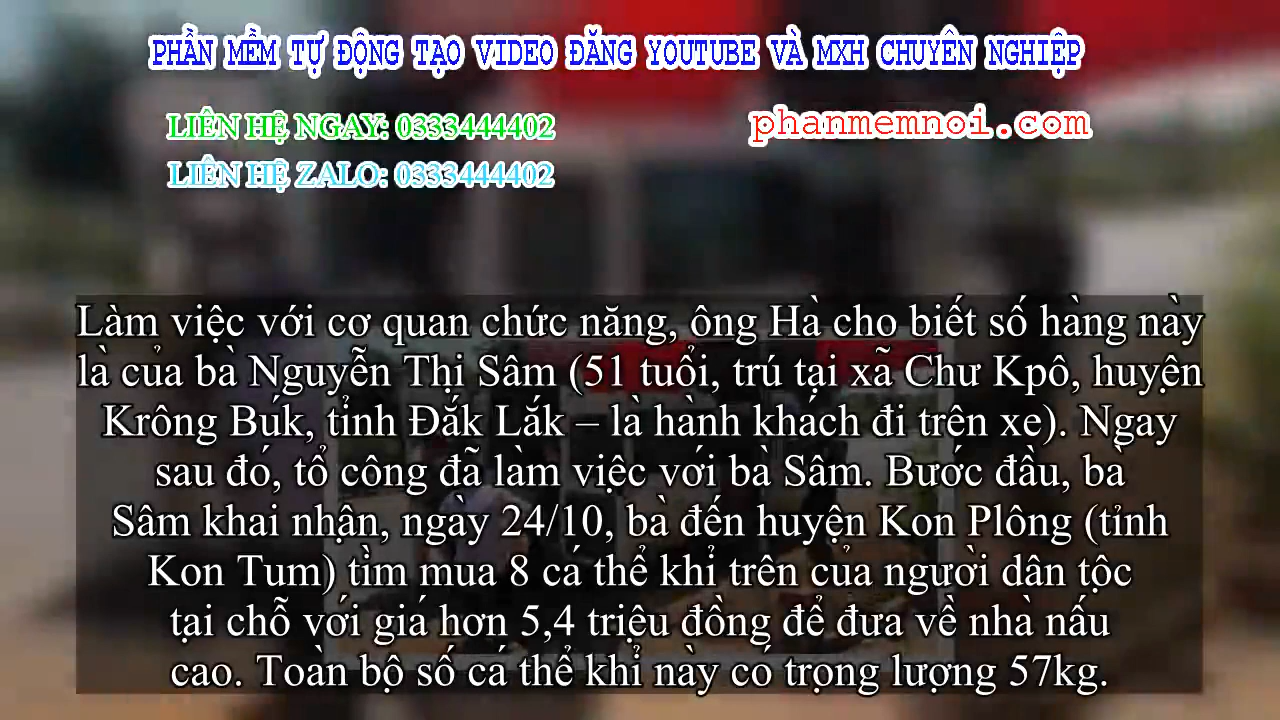 PHẦN MỀM TỰ ĐỘNG TẠO VIDEO ĐĂNG YOUTUBE VÀ MXH CHUYÊN NGHIỆP
LIÊN HỆ NGAY: 0333444402
phanmemnoi.com
LIÊN HỆ ZALO: 0333444402
Làm việc với cơ quan chức năng, ông Hà cho biết số hàng này
là của bà Nguyễn Thị Sâm (51 tuổi, trú tại xã Chư Kpô, huyện
Krông Búk, tỉnh Đắk Lắk – là hành khách đi trên xe). Ngay
sau đó, tổ công đã làm việc với bà Sâm. Bước đầu, bà
Sâm khai nhận, ngày 24/10, bà đến huyện Kon Plông (tỉnh
Kon Tum) tìm mua 8 cá thể khỉ trên của người dân tộc
tại chỗ với giá hơn 5,4 triệu đồng để đưa về nhà nấu
cao. Toàn bộ số cá thể khỉ này có trọng lượng 57kg.